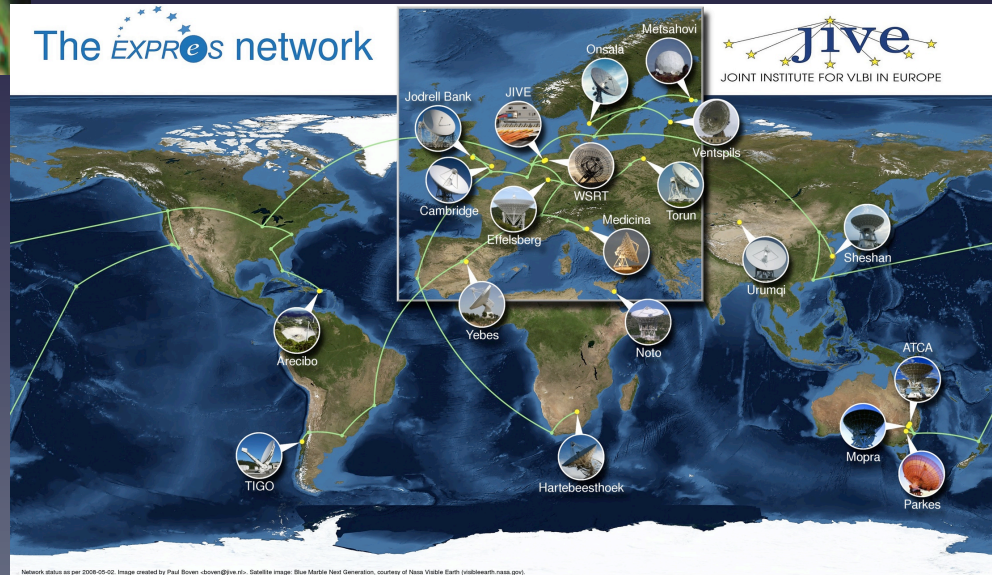 The EXPReS network
JIVE
JOINT INSTITUTE FOR VLBI IN EUROPE
Metsahovi
Onsala
Jodrell Bank
JIVE
Ventspils
WSRT
Cambridge
Torun
Effelsberg
Medicina
Sheshan
Urumqi
Yebes
Noto
Arecibo
ATCA
Mopra
TIGO
Hartebeesthoek
Parkes
Network status as per 2008-05-02. Image created by Paul Boven <boven@jive.nl>. Satellite image: Blue Marble Next Generation, courtesy of Nasa Visible Earth (visibleearth.nasa.gov).